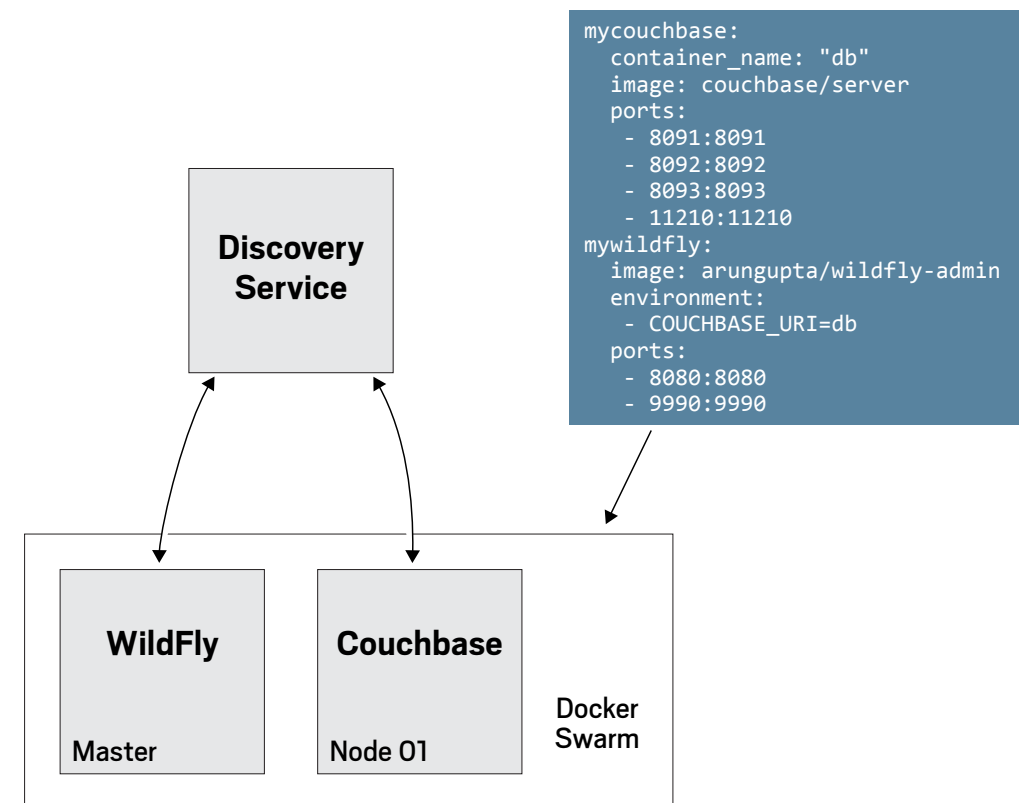 mycouchbase:
  container_name: "db"
  image: couchbase/server
  ports:
   - 8091:8091
   - 8092:8092
   - 8093:8093
   - 11210:11210
mywildfly:
  image: arungupta/wildfly-admin
  environment:
   - COUCHBASE_URI=db
  ports:
   - 8080:8080
   - 9990:9990
Discovery
Service
WildFly
Master
Couchbase
Node 01
Docker
Swarm